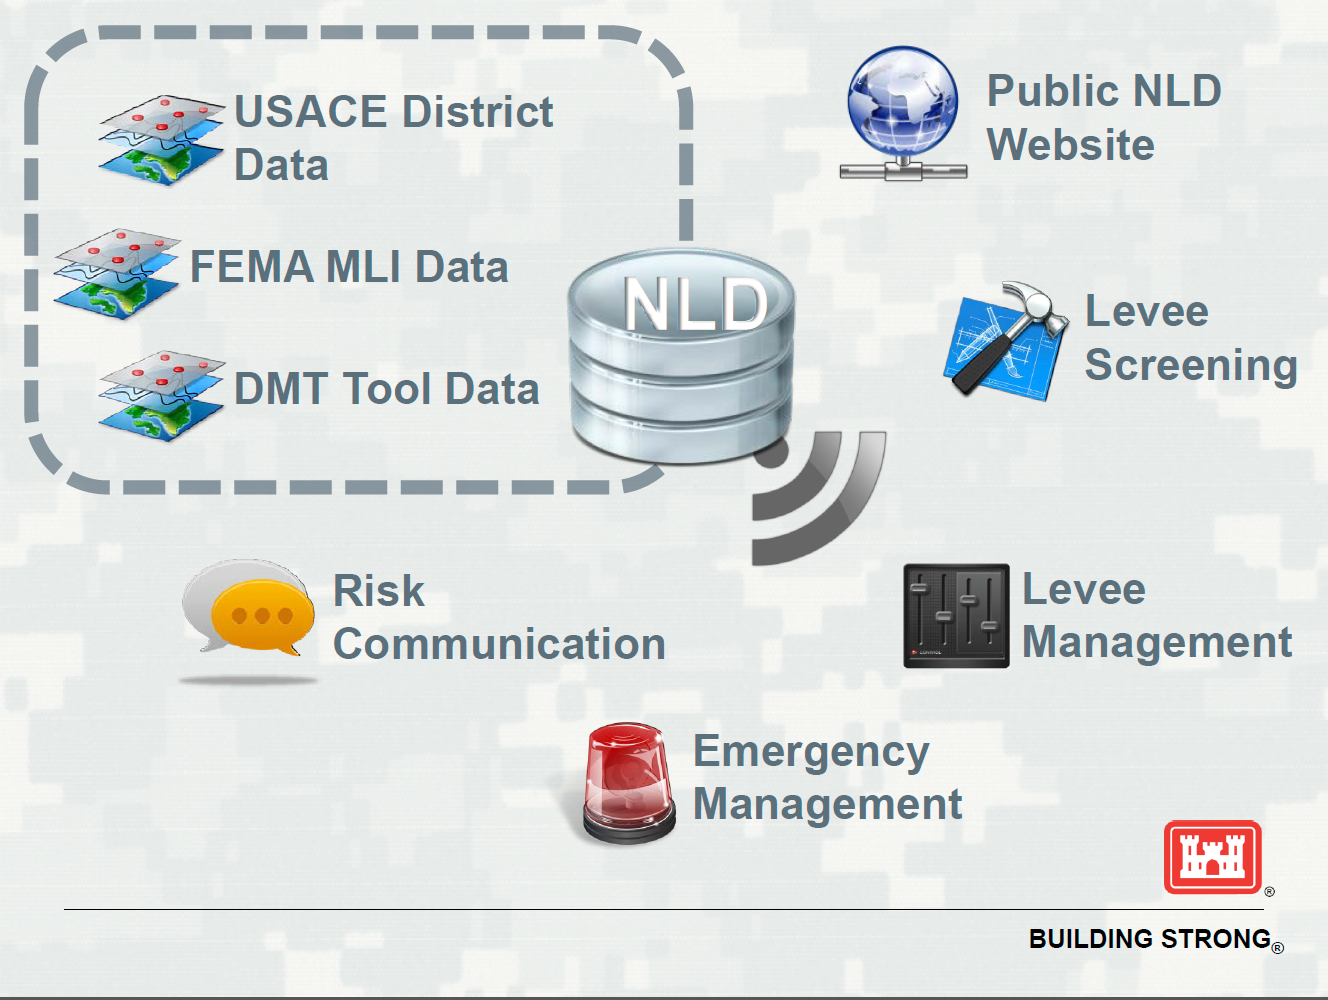 USACE District
Data
FEMA MLI Data
DMT Tool Data
NLD
Public NLD
Website
Levee
Screening
Levee
Management
CONTROL
Risk
Communication
Emergency
Management
®
BUILDING STRONG®